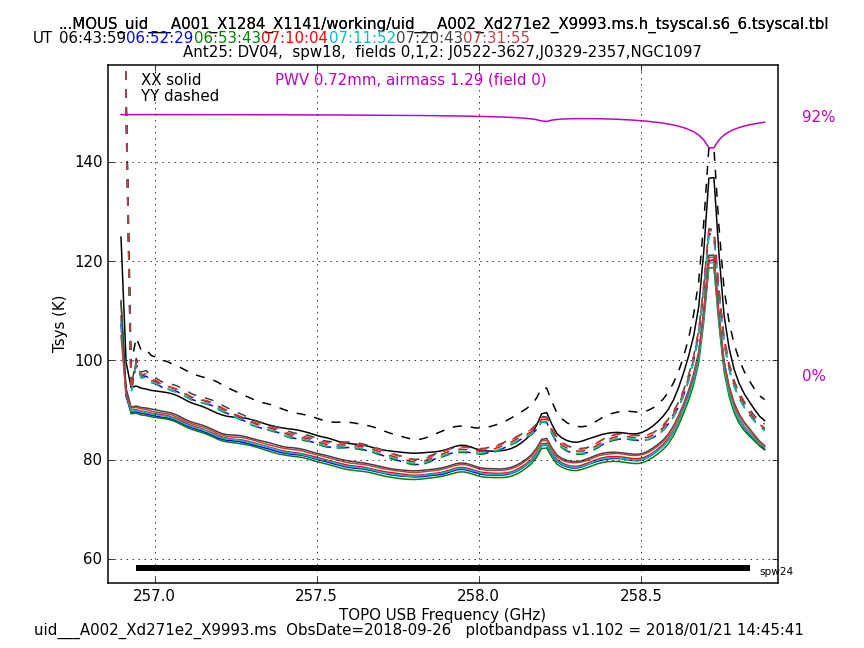 ...MOUS_uid___A001_X1284_X1141/working/uid___A002_Xd271e2_X9993.ms.h_tsyscal.s6_6.tsyscal.tbl
UT 06:43:59 06:52:29 06:53:43 07:10:04 07:11:52 07:20:43 07:31:55
Ant25: DV04, spw18, fields 0,1,2: J0522-3627,J0329-2357,NGC1097
XX solid
PWV 0.72mm, airmass 1.29 (field 0)
YY dashed
92%
140
120
Tsys (K)
100
0%
80
60
spw24
257.0 257.5 258.0 258.5
TOPO USB Frequency (GHz)
uid___A002_Xd271e2_X9993.ms ObsDate=2018-09-26 plotbandpass v1.102 = 2018/01/21 14:45:41